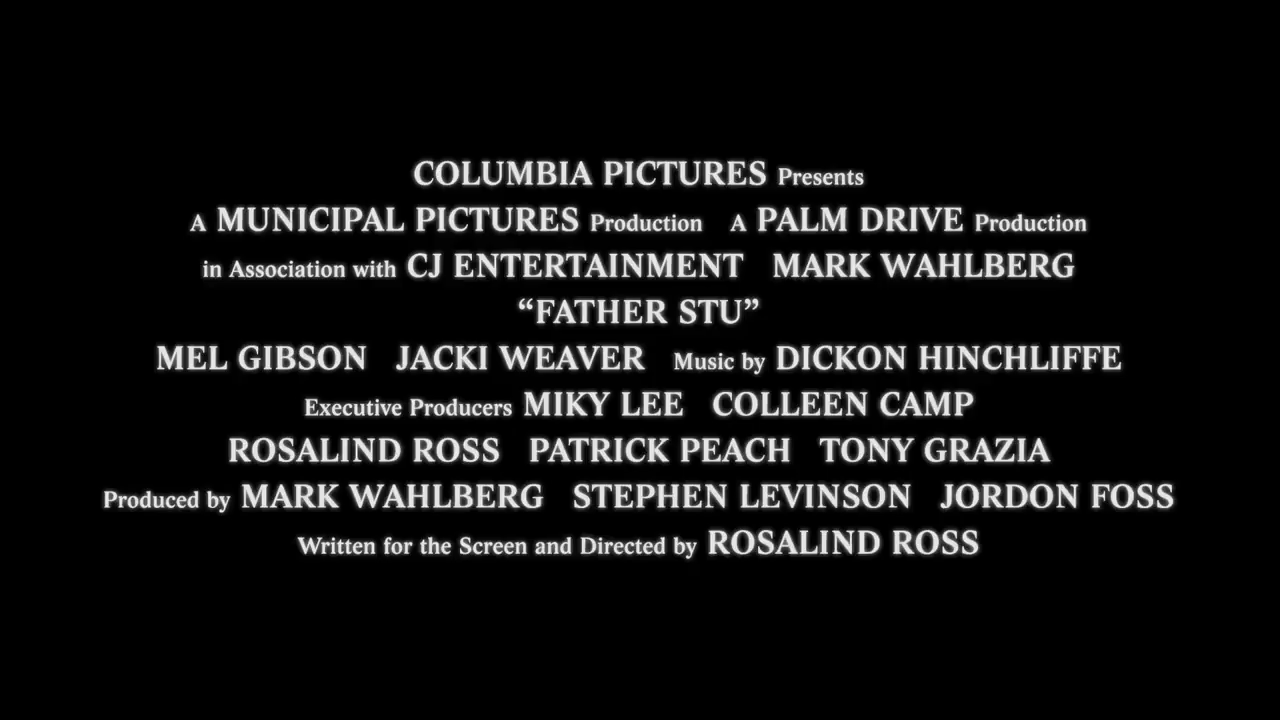 COLUMBIA PICTURES Presents
A MUNICIPAL PICTURES Production A PALM DRIVE Production
in Association with CJ ENTERTAINMENT MARK WAHLBERG
“FATHER STU”
MEL GIBSON JACKI WEAVER Music by DICKON HINCHLIFFE
Executive Producers MIKY LEE COLLEEN CAMP
ROSALIND ROSS PATRICK PEACH TONY GRAZIA
Produced by MARK WAHLBERG STEPHEN LEVINSON JORDON FOSS
Written for the Screen and Directed by ROSALIND ROSS